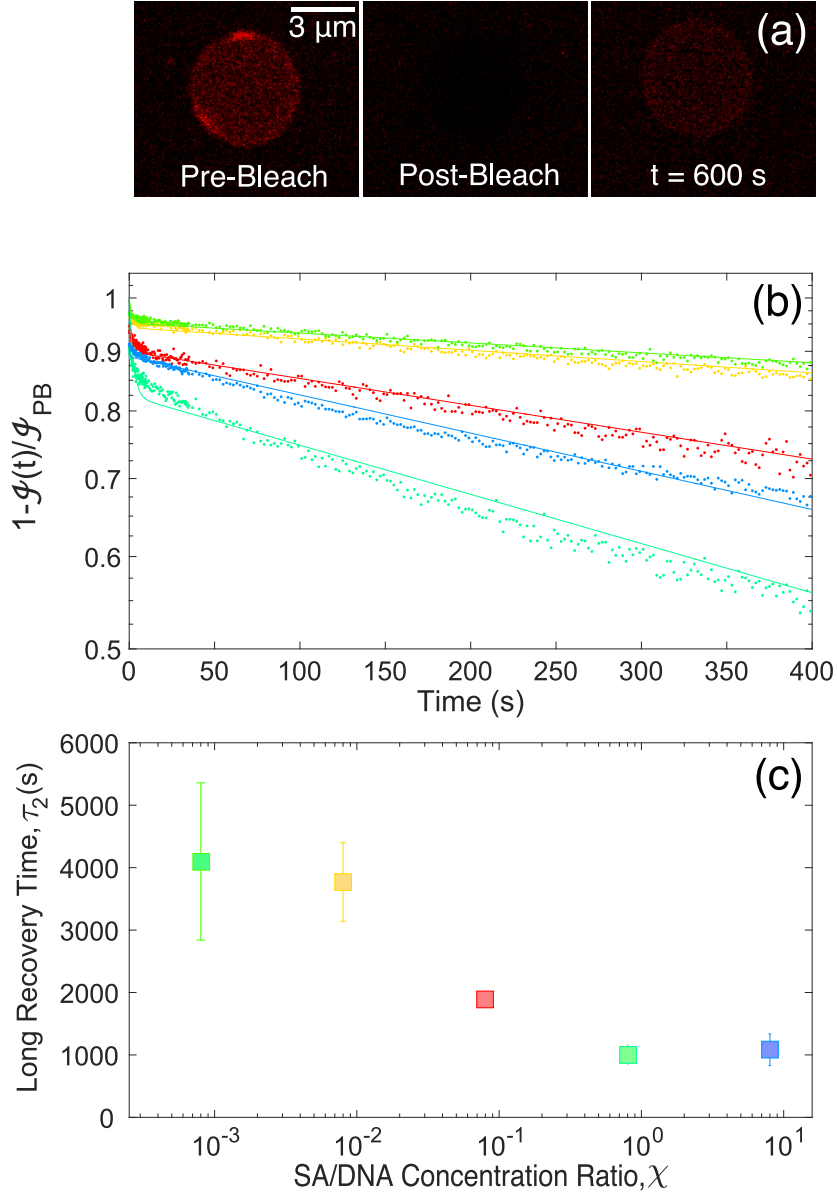 3 μm
(a)
Pre-Bleach
Post-Bleach
t = 600 s
(b)
1-𝓘(t)/𝓘PB
1
0.9
0.8
0.7
0.6
0.5
0 50 100 150 200 250 300 350 400
Time (s)
(c)
Long Recovery Time, τ₂(s)
6000
5000
4000
3000
2000
1000
0
10⁻³ 10⁻² 10⁻¹ 10⁰ 10¹
SA/DNA Concentration Ratio, χ